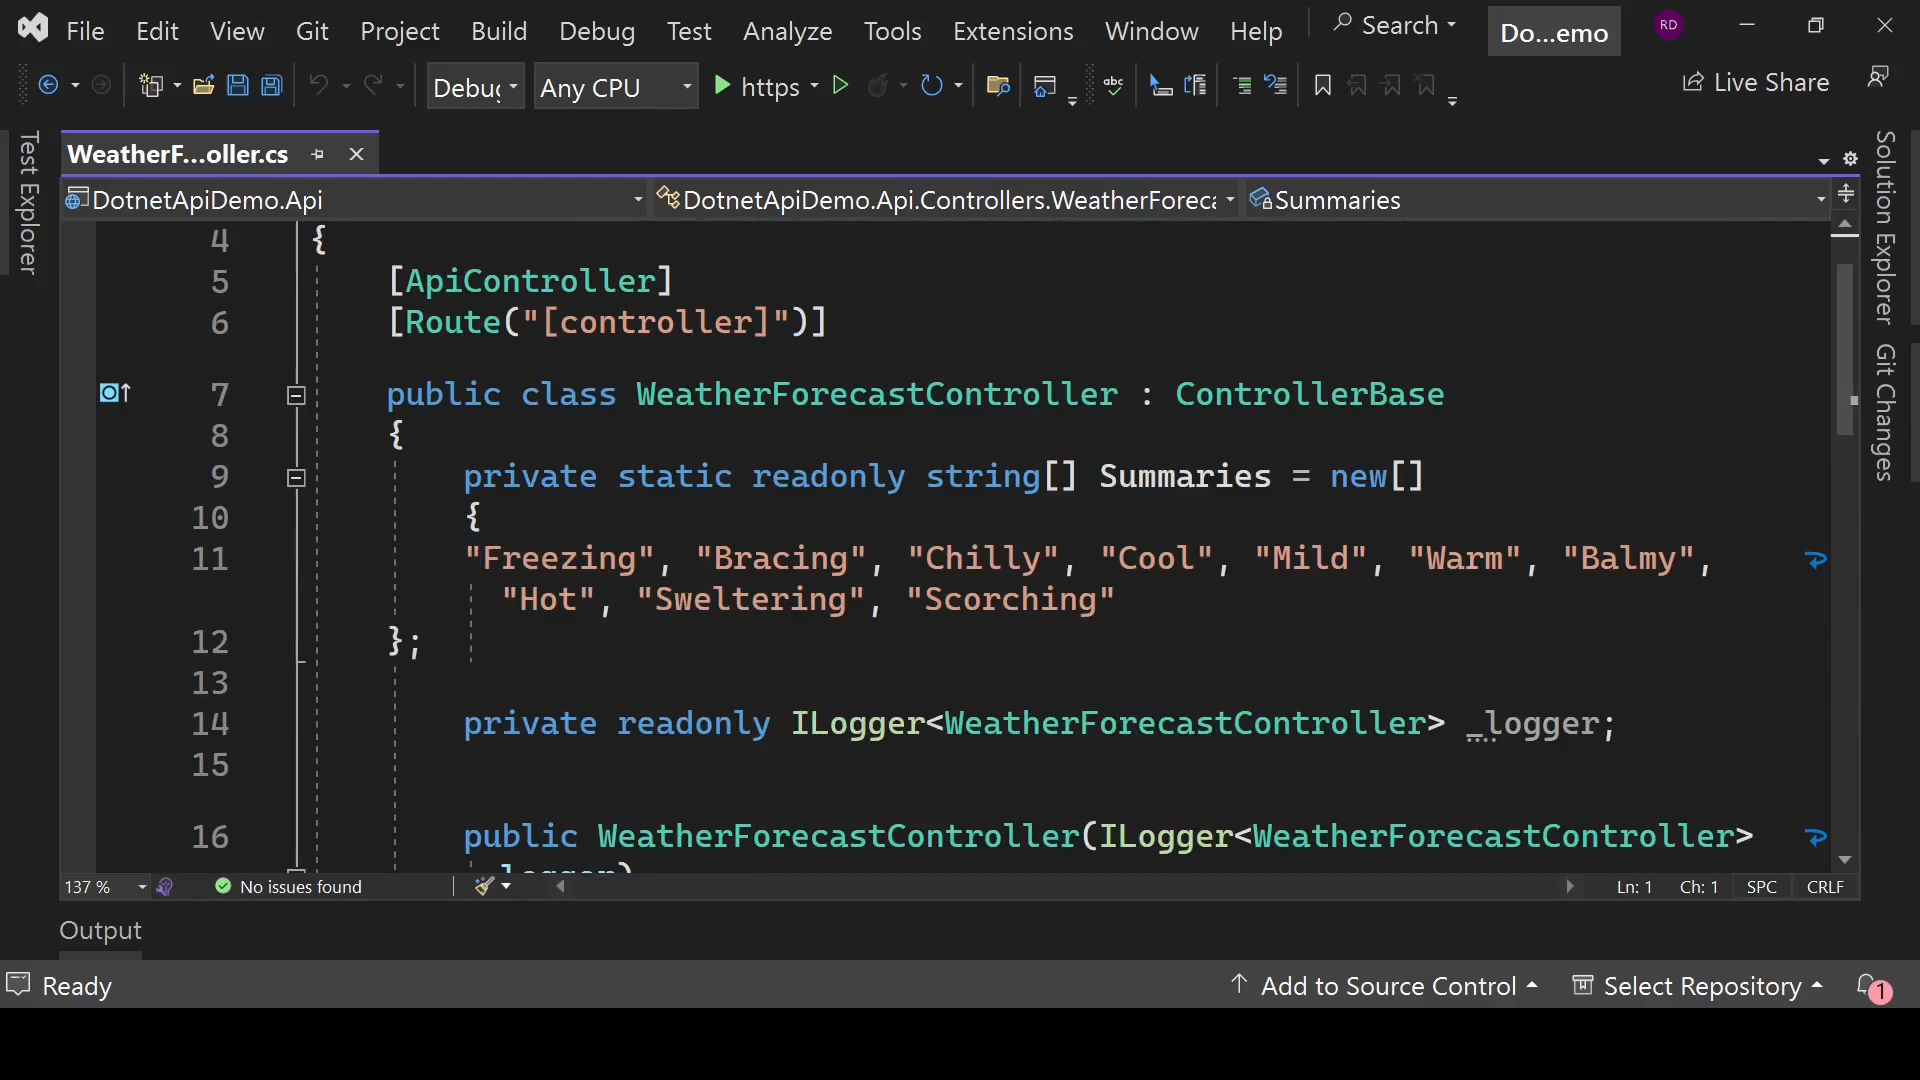 File Edit View Git Project Build Debug Test Analyze Tools Extensions Window Help Search Do...emo RD
Debug Any CPU https abc Live Share
Test Explorer
WeatherF...oller.cs
DotnetApiDemo.Api DotnetApiDemo.Api.Controllers.WeatherForeca Summaries
4 {
5 [ApiController]
6 [Route("[controller]")]
7 public class WeatherForecastController : ControllerBase
8 {
9 private static readonly string[] Summaries = new[]
10 {
11 "Freezing", "Bracing", "Chilly", "Cool", "Mild", "Warm", "Balmy",
"Hot", "Sweltering", "Scorching"
12 };
13
14 private readonly ILogger<WeatherForecastController> _logger;
15
16 public WeatherForecastController(ILogger<WeatherForecastController>
logger)
Solution Explorer
Git Changes
137 % No issues found Ln: 1 Ch: 1 SPC CRLF
Output
Ready Add to Source Control Select Repository 1